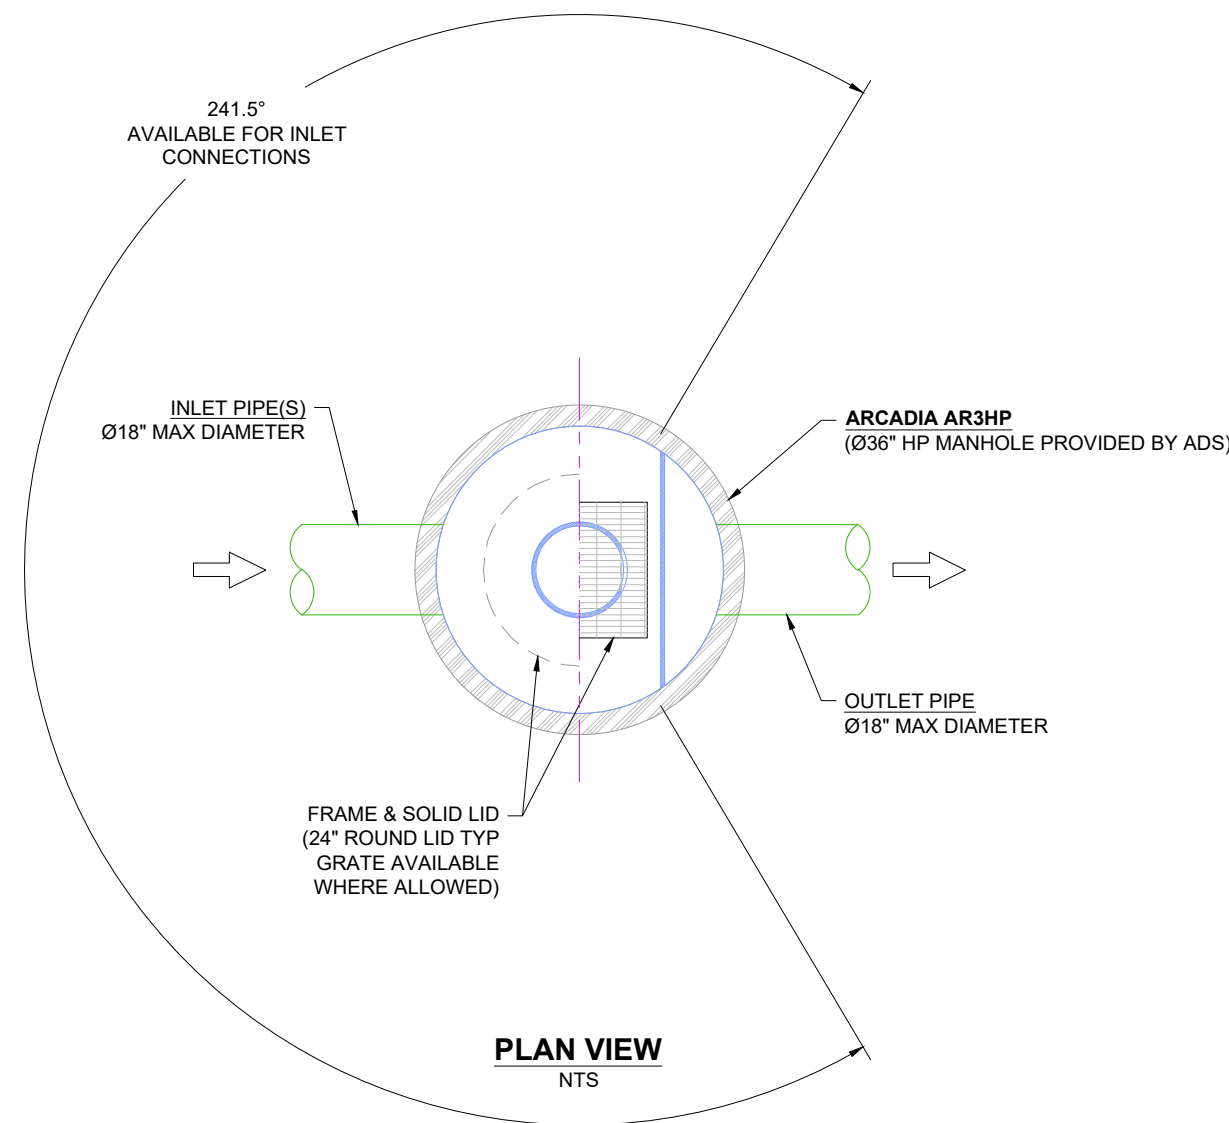 241.5°
AVAILABLE FOR INLET
CONNECTIONS
INLET PIPE(S)
Ø18" MAX DIAMETER
ARCADIA AR3HP
(Ø36" HP MANHOLE PROVIDED BY ADS)
OUTLET PIPE
Ø18" MAX DIAMETER
FRAME & SOLID LID
(24" ROUND LID TYP
GRATE AVAILABLE
WHERE ALLOWED)
PLAN VIEW
NTS